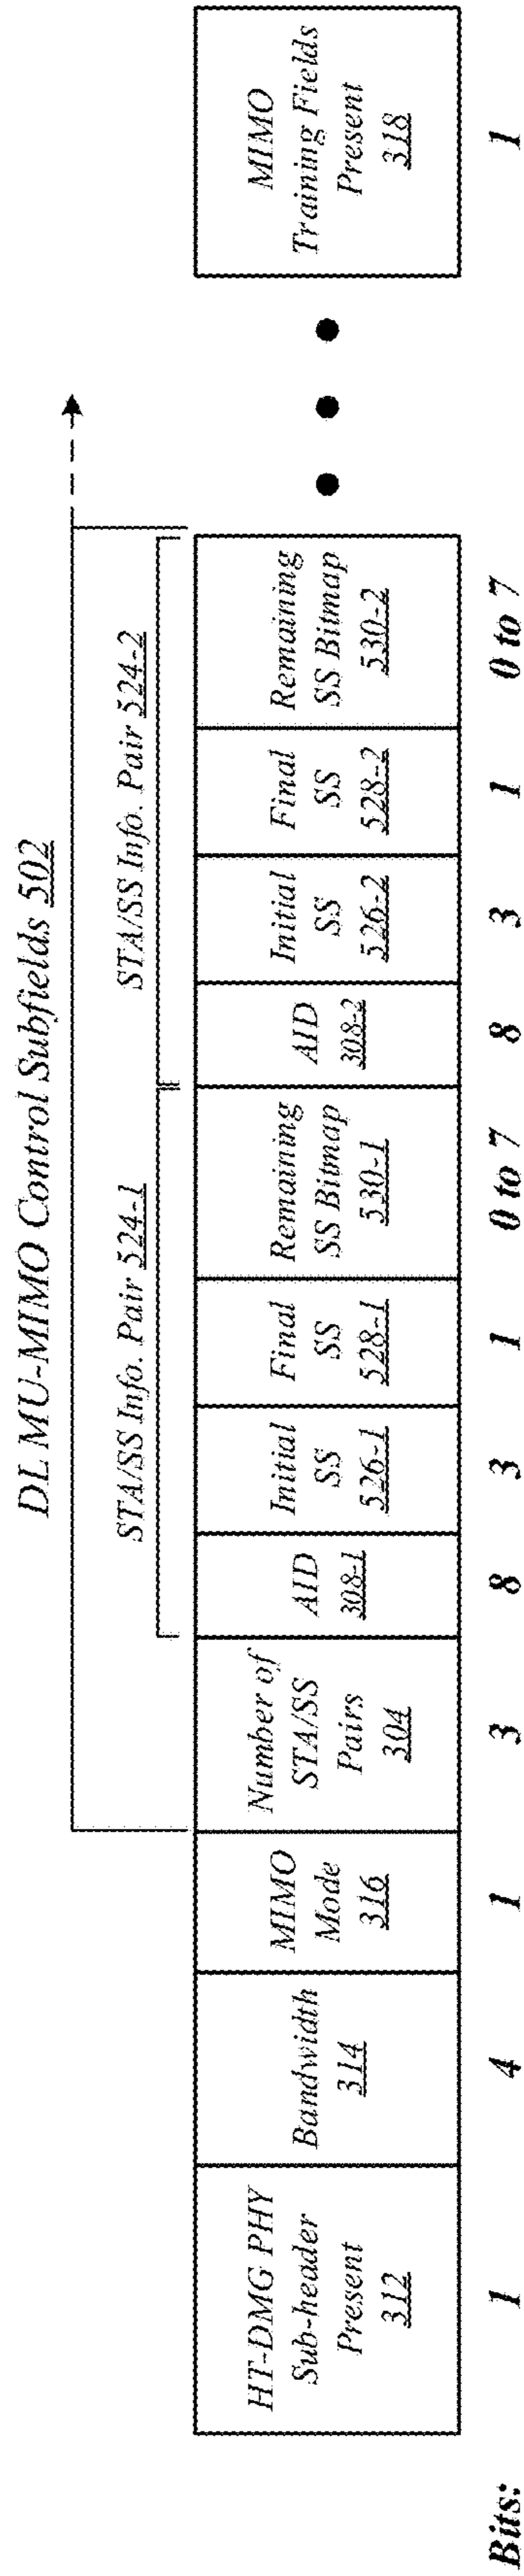 DL MU-MIMO Control Subfields 502
STA/SS Info. Pair 524-1
STA/SS Info. Pair 524-2
HT-DMG PHY
Sub-header
Present
312
Bandwidth
314
MIMO
Mode
316
Number of
STA/SS
Pairs
304
AID
308-1
Initial
SS
526-1
Final
SS
528-1
Remaining
SS Bitmap
530-1
AID
308-2
Initial
SS
526-2
Final
SS
528-2
Remaining
SS Bitmap
530-2
MIMO
Training Fields
Present
318
Bits: 1 4 1 3 8 3 1 0 to 7 8 3 1 0 to 7 1